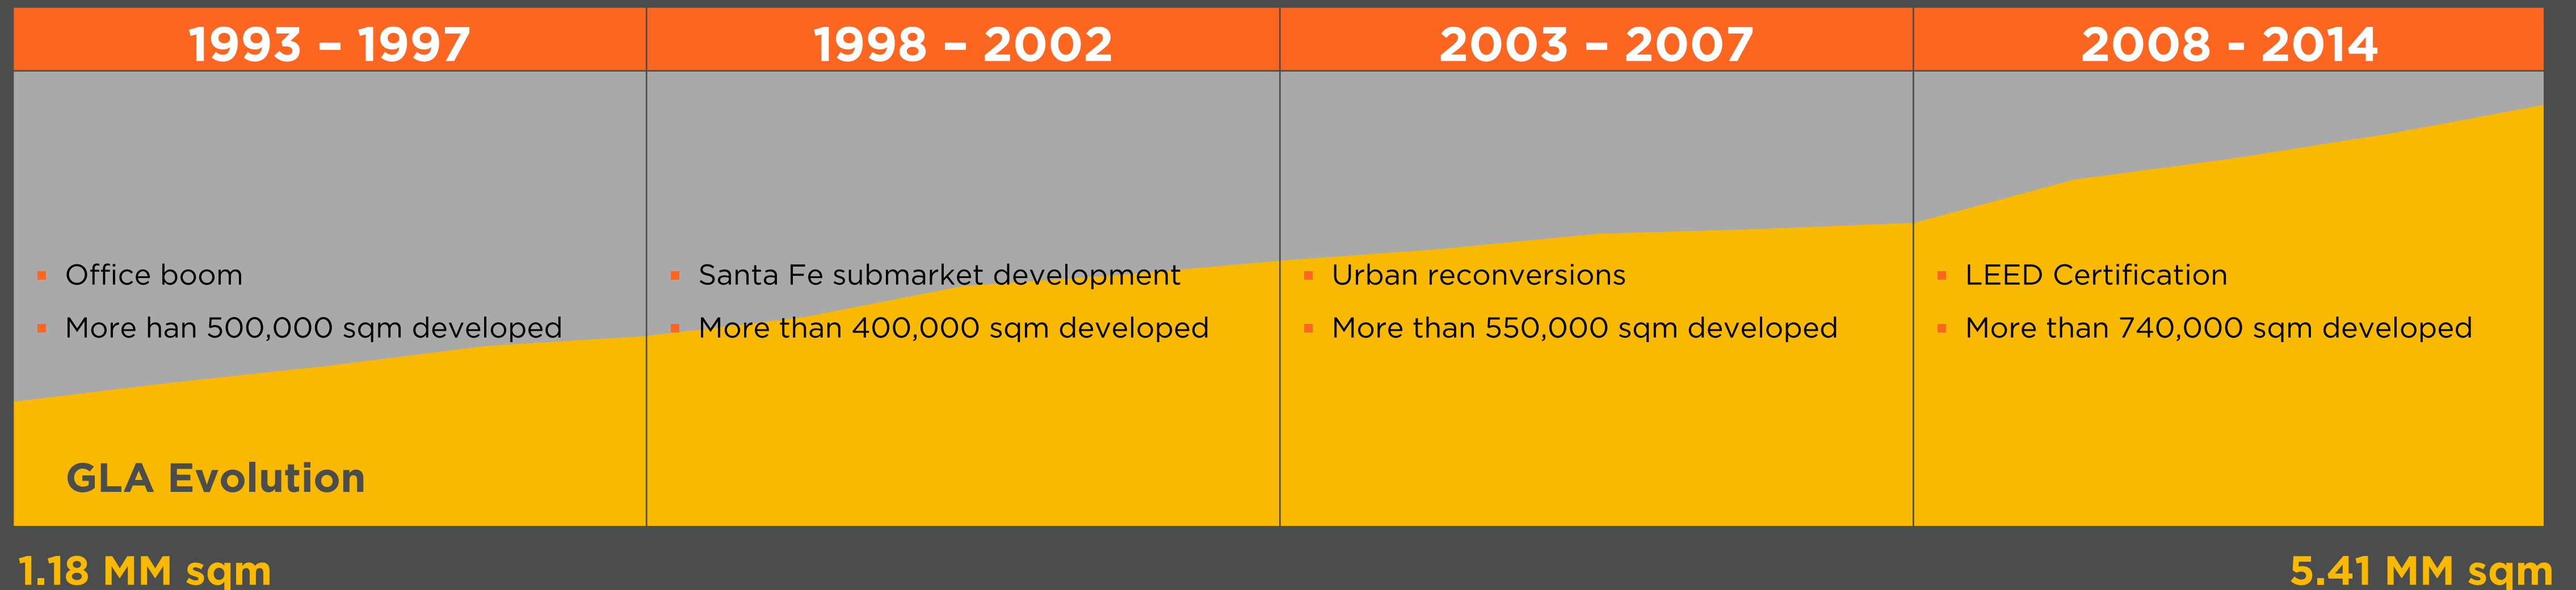 1993 – 1997
1998 – 2002
2003 – 2007
2008 - 2014
▪ Office boom
▪ More han 500,000 sqm developed
▪ Santa Fe submarket development
▪ More than 400,000 sqm developed
▪ Urban reconversions
▪ More than 550,000 sqm developed
▪ LEED Certification
▪ More than 740,000 sqm developed
GLA Evolution
1.18 MM sqm
5.41 MM sqm